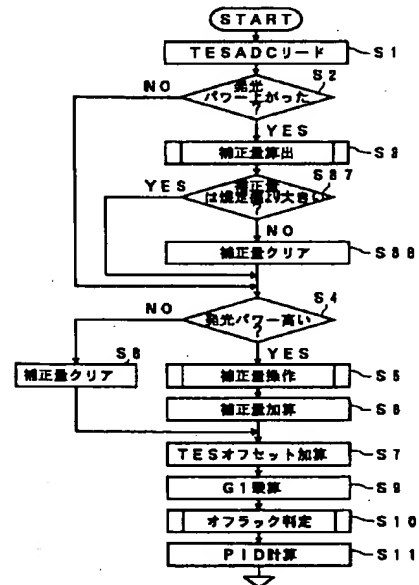 START
TESADCリード
S1
S2
発光
パワー上がった
?
NO
YES
補正量算出
S3
S87
補正量
は規定値より大きい
?
YES
NO
補正量クリア
S88
S4
発光パワー高い
?
NO
YES
S8
補正量クリア
補正量操作
S5
補正量加算
S6
TESオフセット加算
S7
G1乗算
S9
オフラック判定
S10
PID計算
S11